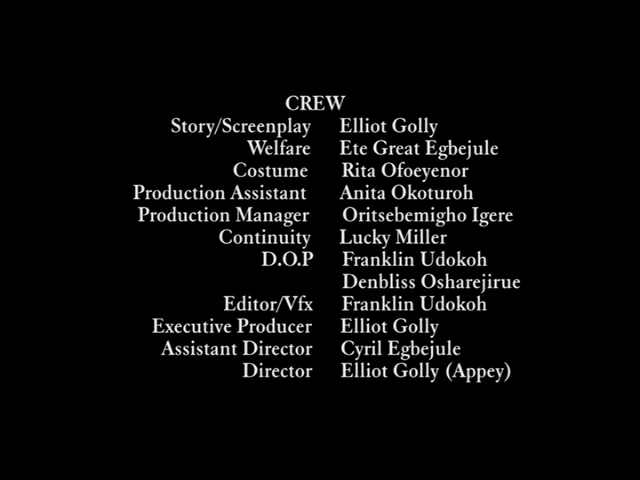 CREW
Story/Screenplay Elliot Golly
Welfare Ete Great Egbejule
Costume Rita Ofoeyenor
Production Assistant Anita Okoturoh
Production Manager Oritsebemigho Igere
Continuity Lucky Miller
D.O.P Franklin Udokoh
Denbliss Osharejirue
Editor/Vfx Franklin Udokoh
Executive Producer Elliot Golly
Assistant Director Cyril Egbejule
Director Elliot Golly (Appey)